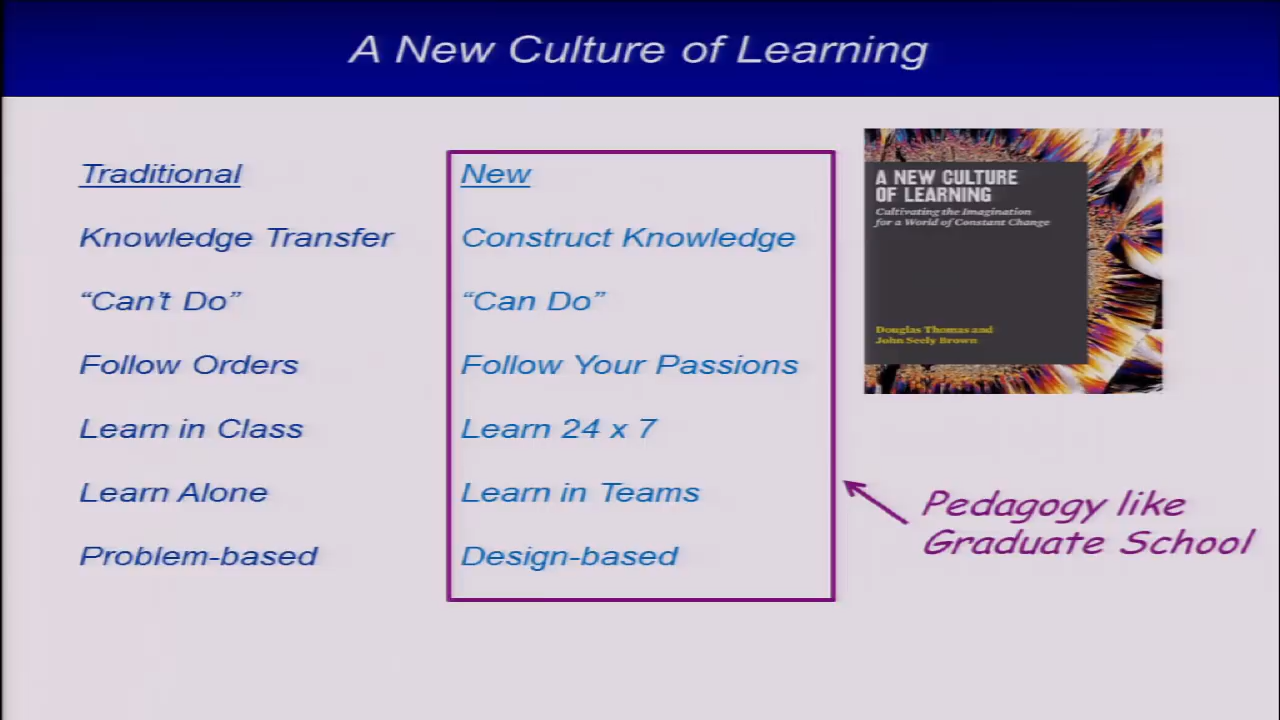 A New Culture of Learning
Traditional
New
Knowledge Transfer
Construct Knowledge
“Can’t Do”
“Can Do”
Follow Orders
Follow Your Passions
Learn in Class
Learn 24 x 7
Learn Alone
Learn in Teams
Problem-based
Design-based
A NEW CULTURE
OF LEARNING
Cultivating the Imagination
for a World of Constant Change
Douglas Thomas and
John Seely Brown
Pedagogy like
Graduate School